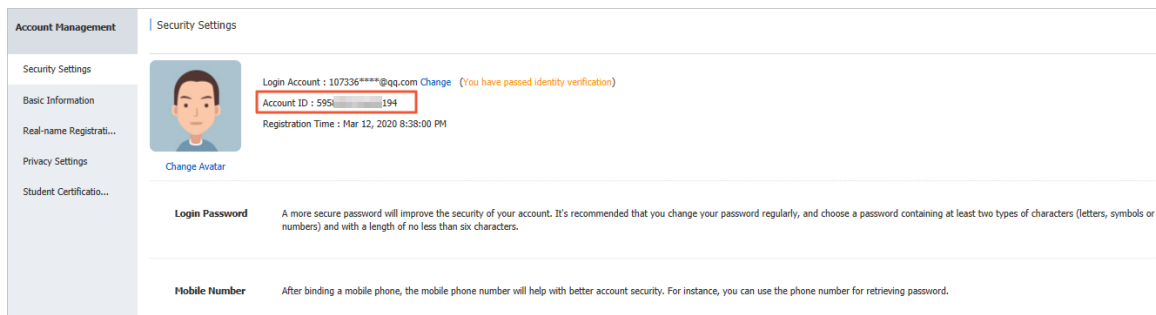 Account Management
Security Settings
Security Settings
Basic Information
Real-name Registrati...
Privacy Settings
Student Certificatio...
Login Account : 107336****@qq.com Change (You have passed identity verification)
Account ID : 595 194
Registration Time : Mar 12, 2020 8:38:00 PM
Change Avatar
Login Password
A more secure password will improve the security of your account. It's recommended that you change your password regularly, and choose a password containing at least two types of characters (letters, symbols or
numbers) and with a length of no less than six characters.
Mobile Number
After binding a mobile phone, the mobile phone number will help with better account security. For instance, you can use the phone number for retrieving password.